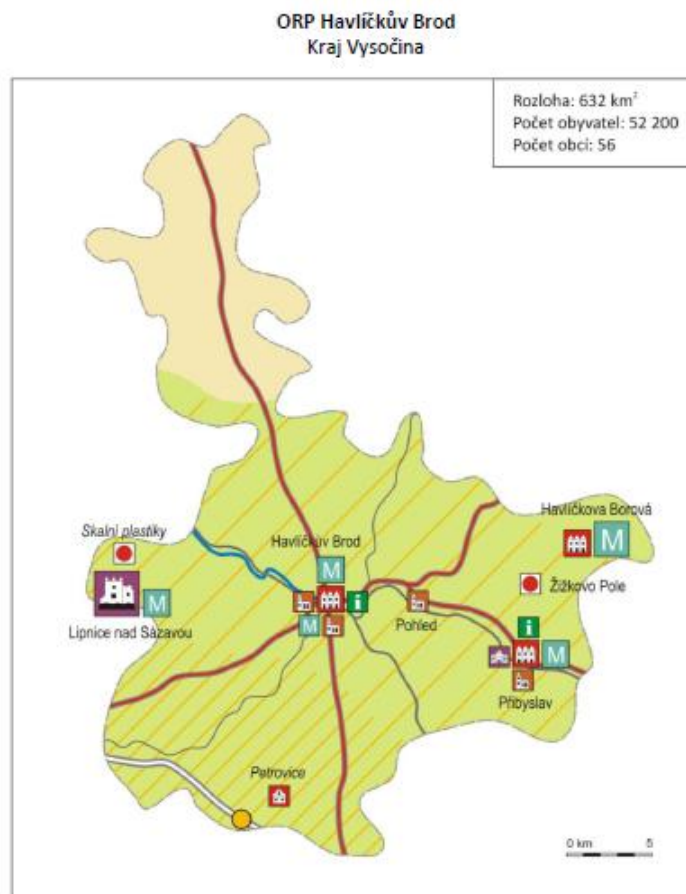 ORP Havlíčkův Brod
Kraj Vysočina
Rozloha: 632 km²
Počet obyvatel: 52 200
Počet obcí: 56
Skalní plastiky
M
Lipnice nad Sázavou
Havlíčkův Brod
M
i
M
Pohled
Havlíčkova Borová
M
Žižkovo Pole
i
M
Přibyslav
Petrovice
0 km 5